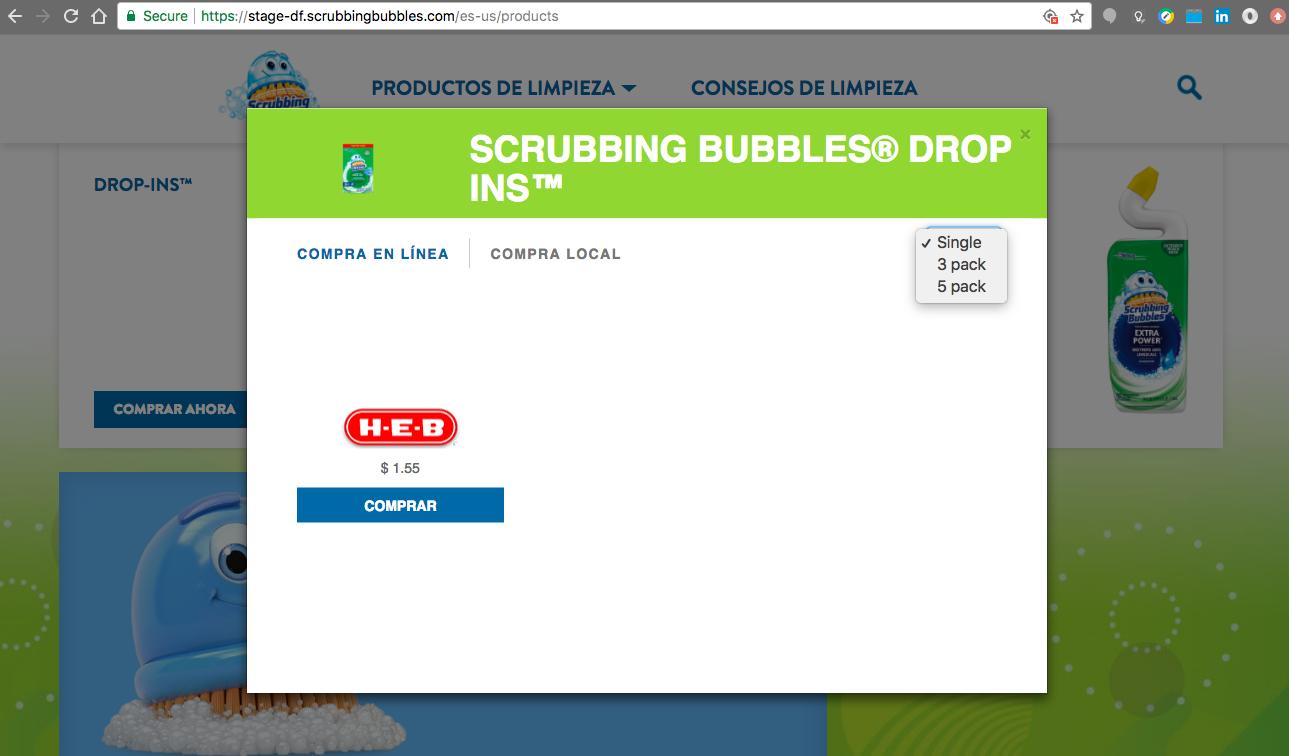 Secure
https://stage-df.scrubbingbubbles.com/es-us/products
Scrubbing
PRODUCTOS DE LIMPIEZA
CONSEJOS DE LIMPIEZA
SCRUBBING BUBBLES® DROP
INS™
×
DROP-INS™
COMPRA EN LÍNEA
COMPRA LOCAL
✓ Single
3 pack
5 pack
Scrubbing
Bubbles
EXTRA
POWER
COMPRAR AHORA
H-E-B
$ 1.55
COMPRAR
in